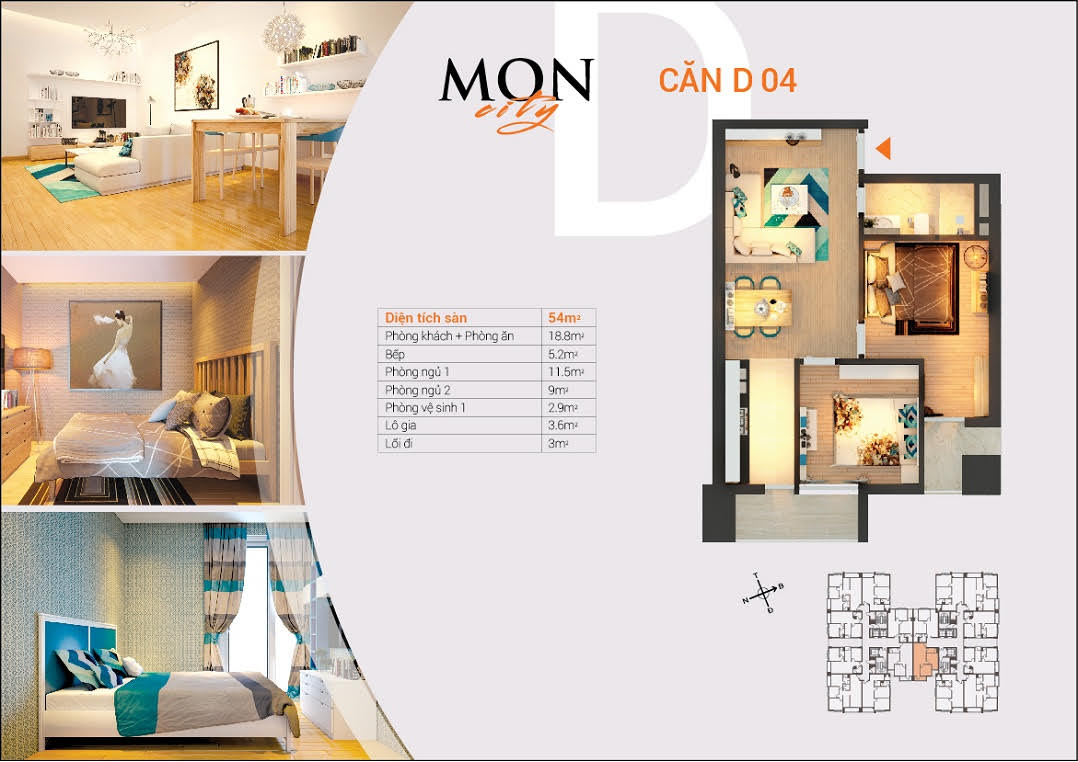 MON
city
D
CĂN D 04
Diện tích sàn 54m²
Phòng khách + Phòng ăn 18.8m²
Bếp 5.2m²
Phòng ngủ 1 11.5m²
Phòng ngủ 2 9m²
Phòng vệ sinh 1 2.9m²
Lô gia 3.6m²
Lối đi 3m²
T
B
N
Đ